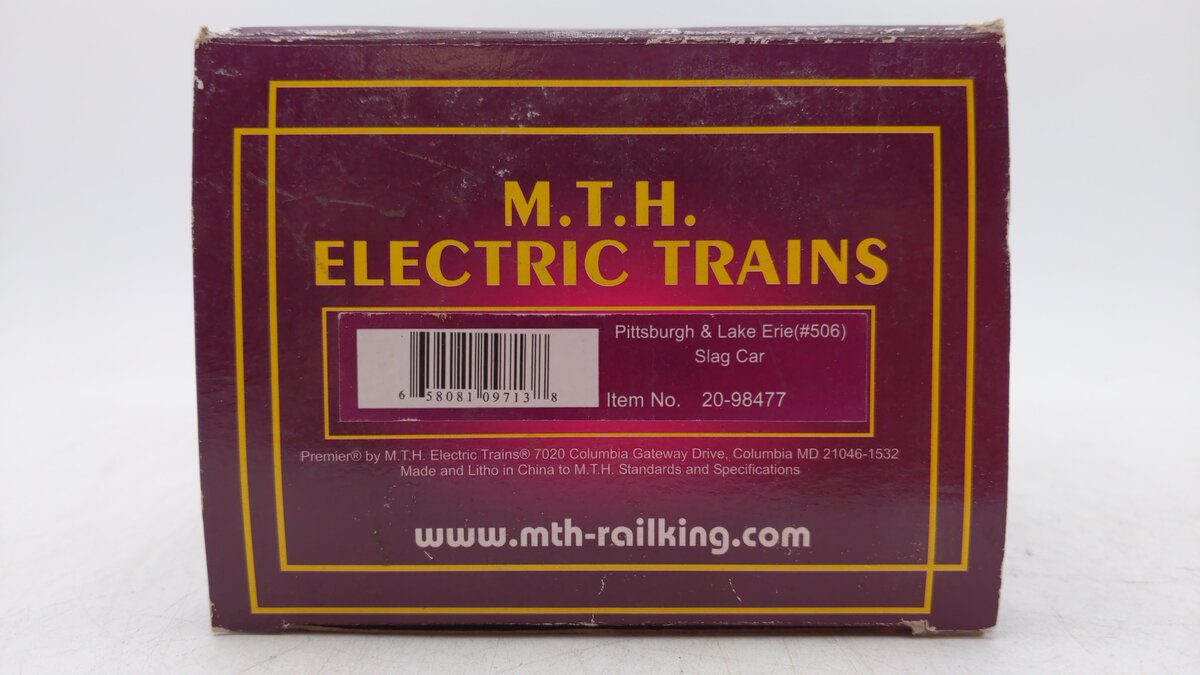 M.T.H.
ELECTRIC TRAINS
Pittsburgh & Lake Erie(#506)
Slag Car
6 58081 09713 8
Item No. 20-98477
Premier® by M.T.H. Electric Trains® 7020 Columbia Gateway Drive, Columbia MD 21046-1532
Made and Litho in China to M.T.H. Standards and Specifications
www.mth-railking.com